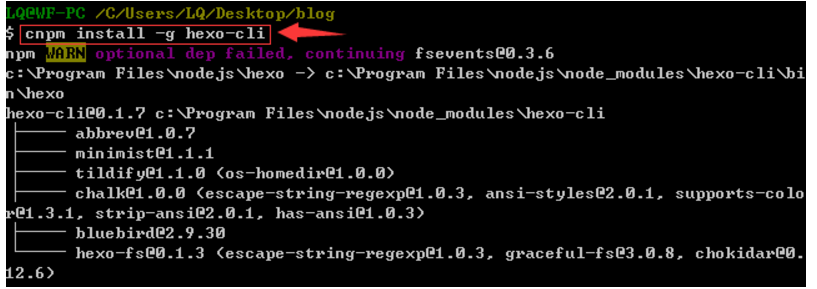 LQ@WF-PC /C/Users/LQ/Desktop/blog
$ cnpm install -g hexo-cli
npm WARN optional dep failed, continuing fsevents@0.3.6
c:\Program Files\nodejs\hexo -> c:\Program Files\nodejs\node_modules\hexo-cli\bi
n\hexo
hexo-cli@0.1.7 c:\Program Files\nodejs\node_modules\hexo-cli
├── abbrev@1.0.7
├── minimist@1.1.1
├── tildify@1.1.0 (os-homedir@1.0.0)
├── chalk@1.0.0 (escape-string-regexp@1.0.3, ansi-styles@2.0.1, supports-colo
r@1.3.1, strip-ansi@2.0.1, has-ansi@1.0.3)
├── bluebird@2.9.30
└── hexo-fs@0.1.3 (escape-string-regexp@1.0.3, graceful-fs@3.0.8, chokidar@0.
12.6)